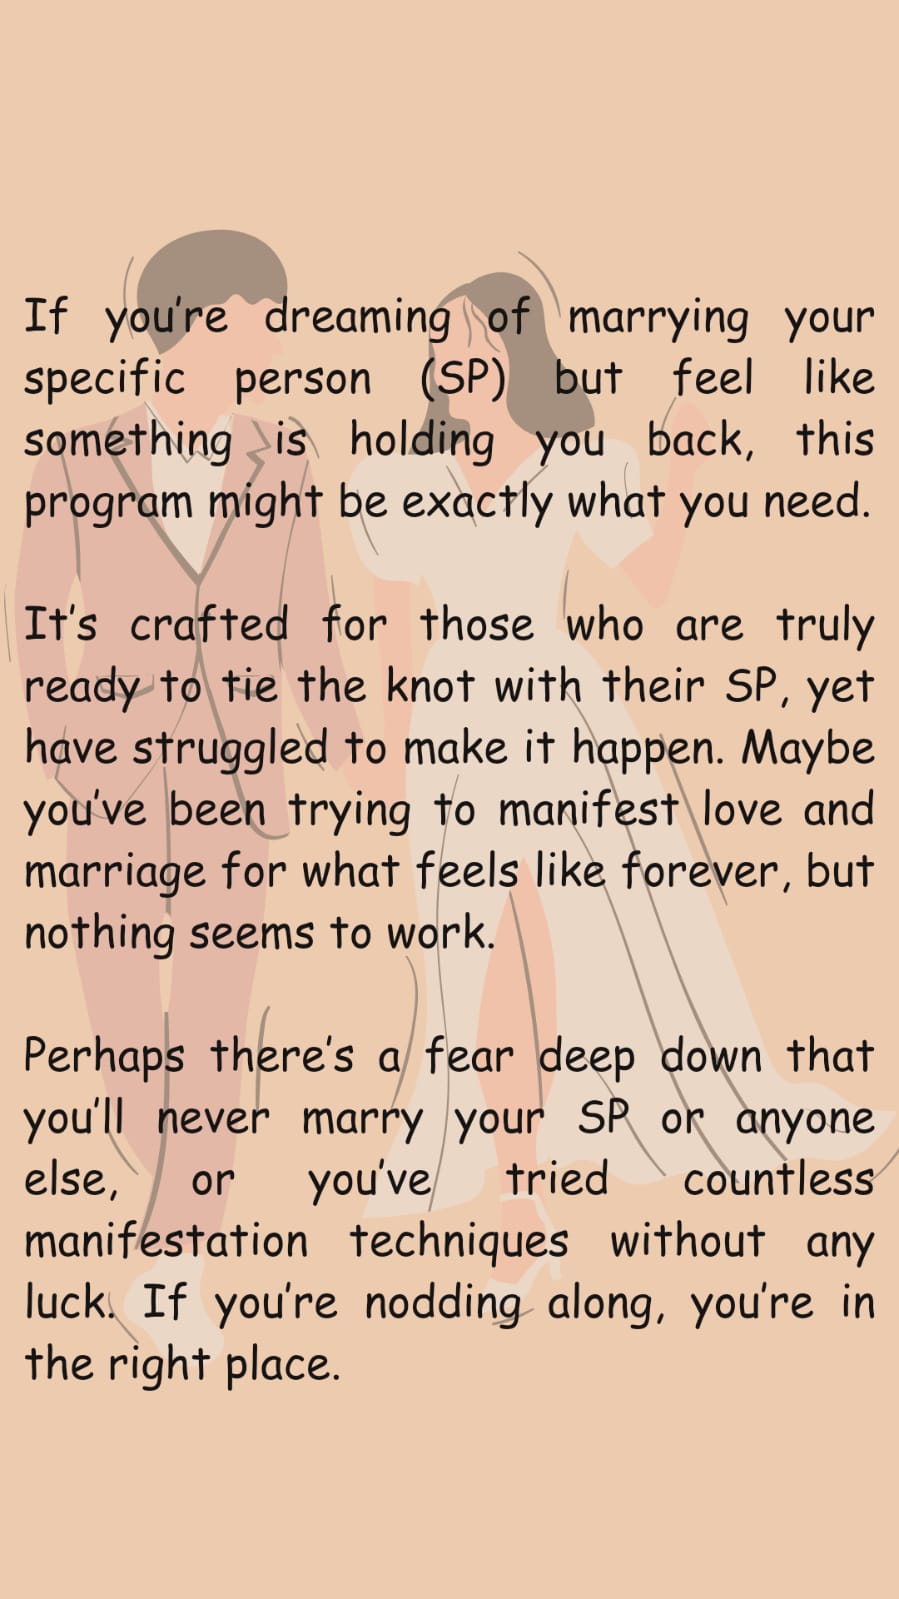 If you're dreaming of marrying your
specific person (SP) but feel like
something is holding you back, this
program might be exactly what you need.
It's crafted for those who are truly
ready to tie the knot with their SP, yet
have struggled to make it happen. Maybe
you've been trying to manifest love and
marriage for what feels like forever, but
nothing seems to work.
Perhaps there's a fear deep down that
you'll never marry your SP or anyone
else, or you've tried countless
manifestation techniques without any
luck. If you're nodding along, you're in
the right place.